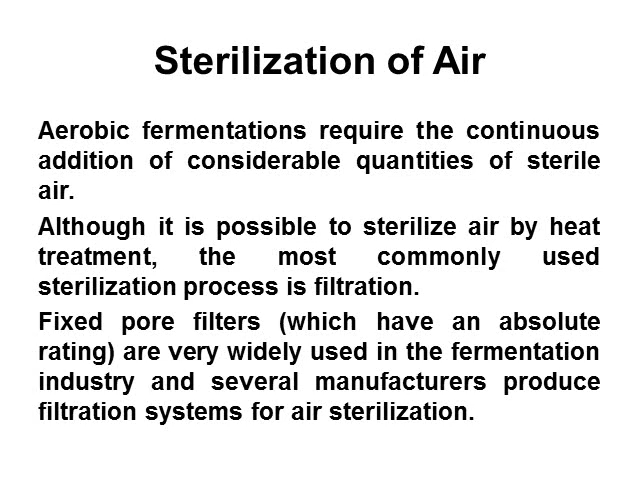 Sterilization of Air
Aerobic fermentations require the continuous
addition of considerable quantities of sterile
air.
Although it is possible to sterilize air by heat
treatment, the most commonly used
sterilization process is filtration.
Fixed pore filters (which have an absolute
rating) are very widely used in the fermentation
industry and several manufacturers produce
filtration systems for air sterilization.